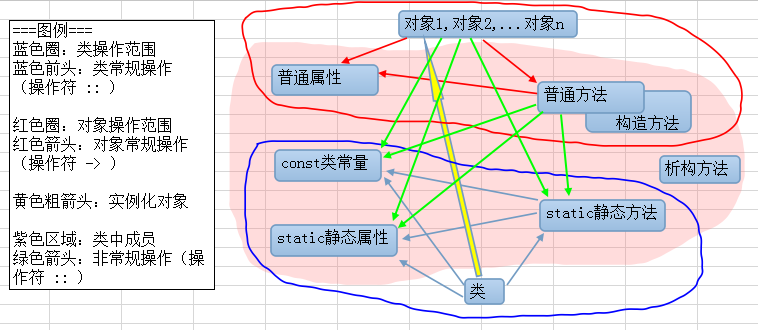 ===图例===
蓝色圈：类操作范围
蓝色前头：类常规操作
（操作符 :: ）
红色圈：对象操作范围
红色箭头：对象常规操作
（操作符 -> ）
黄色粗箭头：实例化对象
紫色区域：类中成员
绿色箭头：非常规操作（操
作符 :: ）
对象1,对象2,...对象n
普通属性
普通方法
构造方法
const类常量
析构方法
static静态方法
static静态属性
类